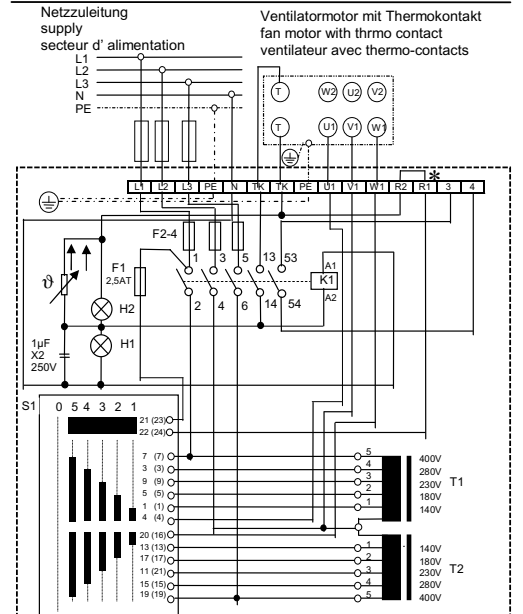 Netzzuleitung
supply
secteur d' alimentation
Ventilatormotor mit Thermokontakt
fan motor with thrmo contact
ventilateur avec thermo-contacts
L1
L2
L3
N
PE
T W2 U2 V2
T U1 V1 W1
L1 L2 L3 PE N TK TK PE U1 V1 W1 R2 R1 3 4
*
F2-4
F1
2,5AT
1 3 5 13 53
A1
K1
A2
2 4 6 14 54
ϑ
H2
H1
1µF
X2
250V
S1 0 5 4 3 2 1
21 (23)
22 (24)
7 (7)
3 (3)
9 (9)
5 (5)
1 (1)
4 (4)
20 (16)
13 (13)
17 (17)
11 (21)
15 (15)
19 (19)
5 400V
4 280V
3 230V
2 180V
1 140V
T1
1 140V
2 180V
3 230V
4 280V
5 400V
T2